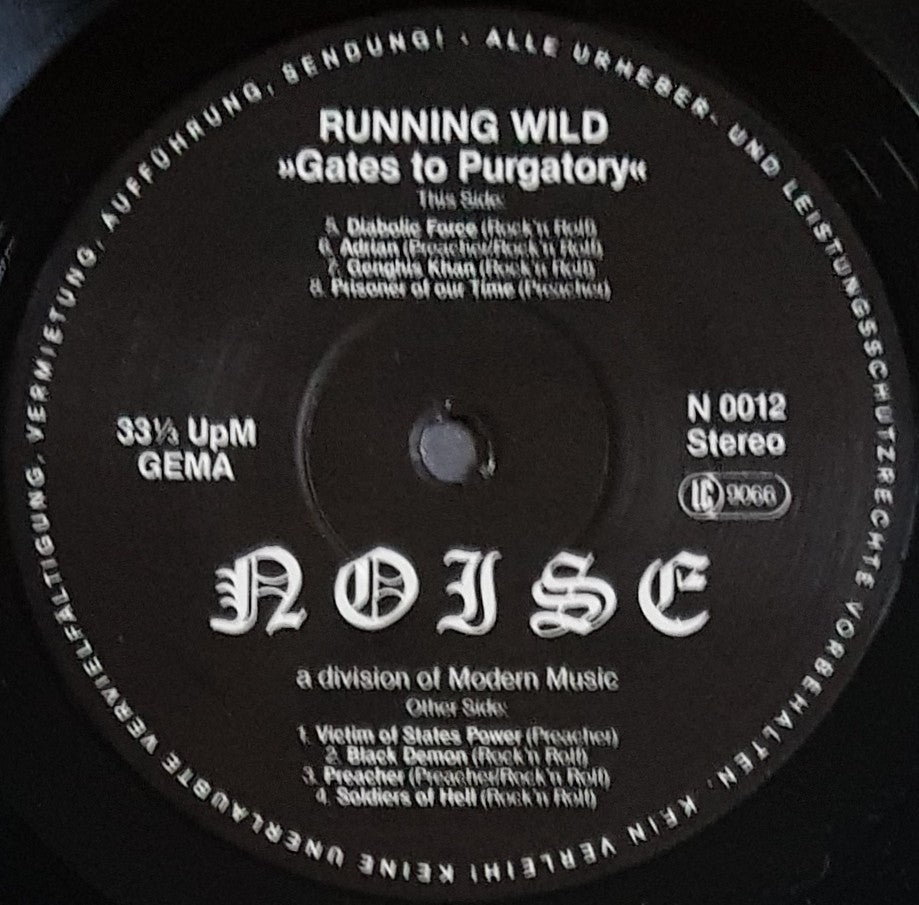 RUNNING WILD
»Gates to Purgatory«
This Side:
5. Diabolic Force (Rock'n Rolf)
6. Adrian (Preacher/Rock'n Rolf)
7. Genghis Khan (Rock'n Rolf)
8. Prisoner of our Time (Preacher)
33⅓ UpM
GEMA
N 0012
Stereo
LC 9066
NOISE
a division of Modern Music
Other Side:
1. Victim of States Power (Preacher)
2. Black Demon (Rock'n Rolf)
3. Preacher (Preacher/Rock'n Rolf)
4. Soldiers of Hell (Rock'n Rolf)
ALLE URHEBER- UND LEISTUNGSSCHUTZRECHTE VORBEHALTEN. KEIN VERLEIH! KEINE UNERLAUBTE VERVIELFÄLTIGUNG, VERMIETUNG, AUFFÜHRUNG, SENDUNG! ·